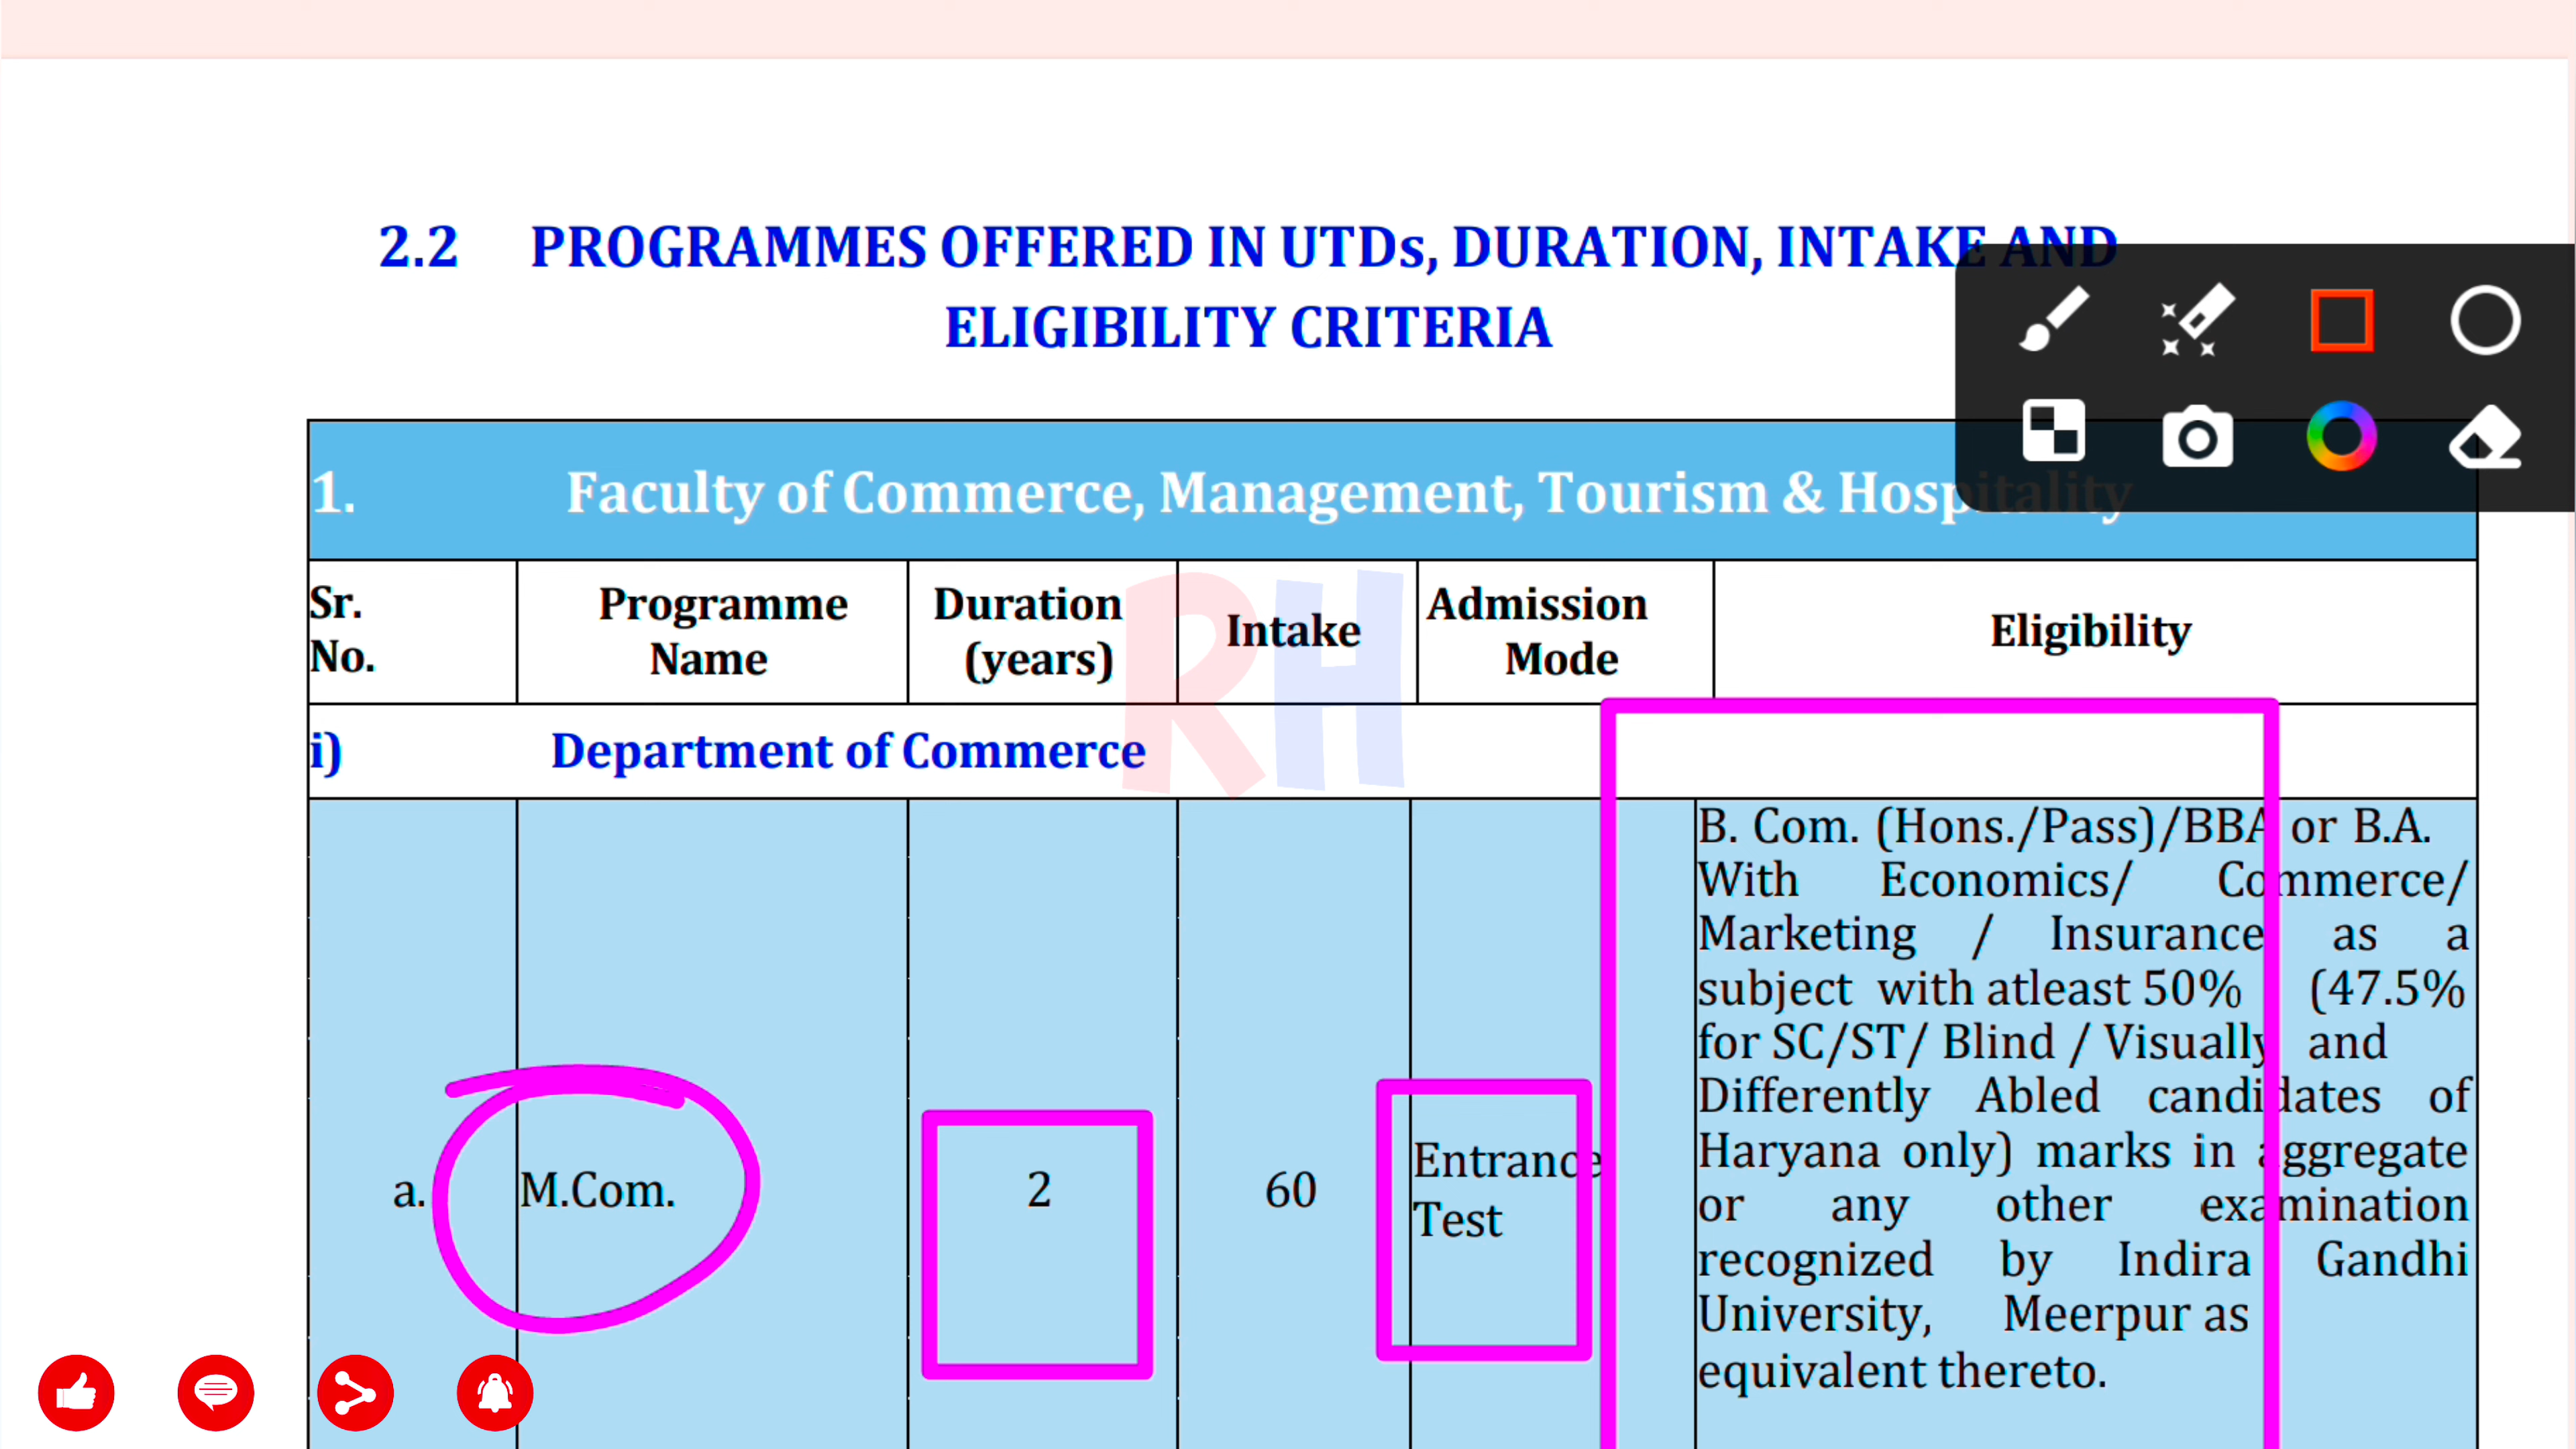 2.2 PROGRAMMES OFFERED IN UTDs, DURATION, INTAKE AND
ELIGIBILITY CRITERIA
1. Faculty of Commerce, Management, Tourism & Hospitality
Sr.
No.
Programme
Name
Duration
(years)
Intake
Admission
Mode
Eligibility
RH
i) Department of Commerce
a.
M.Com.
2
60
Entrance
Test
B. Com. (Hons./Pass)/BBA or B.A.
With Economics/ Commerce/
Marketing / Insurance as a
subject with atleast 50% (47.5%
for SC/ST/ Blind / Visually and
Differently Abled candidates of
Haryana only) marks in aggregate
or any other examination
recognized by Indira Gandhi
University, Meerpur as
equivalent thereto.